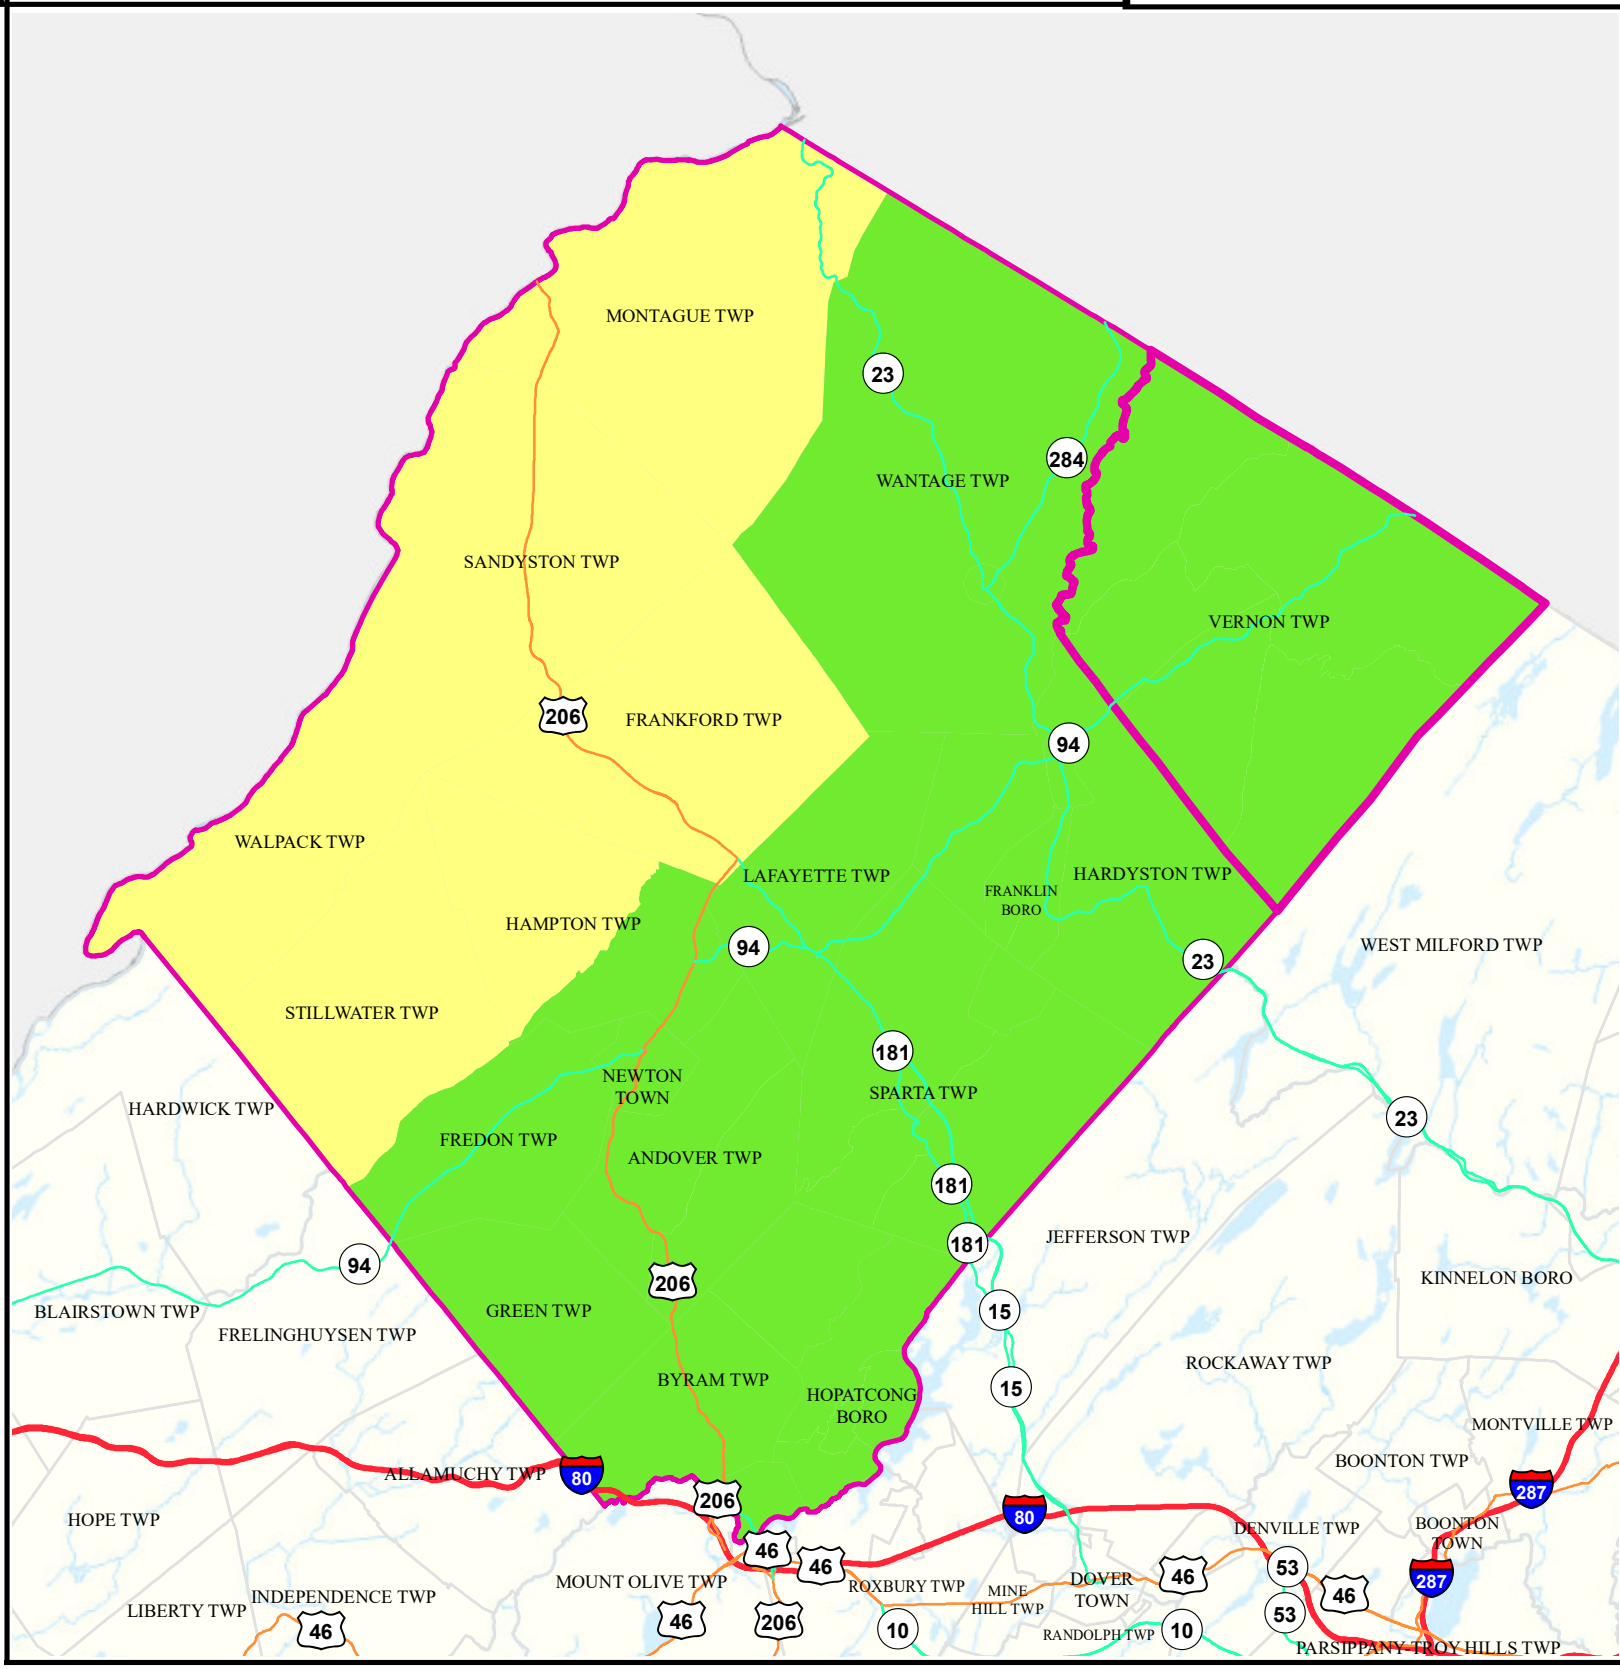 MONTAGUE TWP
23
284
WANTAGE TWP
SANDYSTON TWP
VERNON TWP
206
FRANKFORD TWP
94
WALPACK TWP
LAFAYETTE TWP
HARDYSTON TWP
FRANKLIN
BORO
HAMPTON TWP
94
23
WEST MILFORD TWP
STILLWATER TWP
181
NEWTON
TOWN
SPARTA TWP
HARDWICK TWP
23
FREDON TWP
ANDOVER TWP
181
181
JEFFERSON TWP
94
206
KINNELON BORO
BLAIRSTOWN TWP
GREEN TWP
15
FRELINGHUYSEN TWP
ROCKAWAY TWP
BYRAM TWP
15
HOPATCONG
BORO
MONTVILLE TWP
BOONTON TWP
ALLAMUCHY TWP
80
287
206
80
HOPE TWP
DENVILLE TWP
BOONTON
TOWN
46
46
53
46
287
MOUNT OLIVE TWP
ROXBURY TWP
MINE
HILL TWP
DOVER
TOWN
46
INDEPENDENCE TWP
LIBERTY TWP
46
46
206
10
53
RANDOLPH TWP
10
PARSIPPANY-TROY HILLS TWP